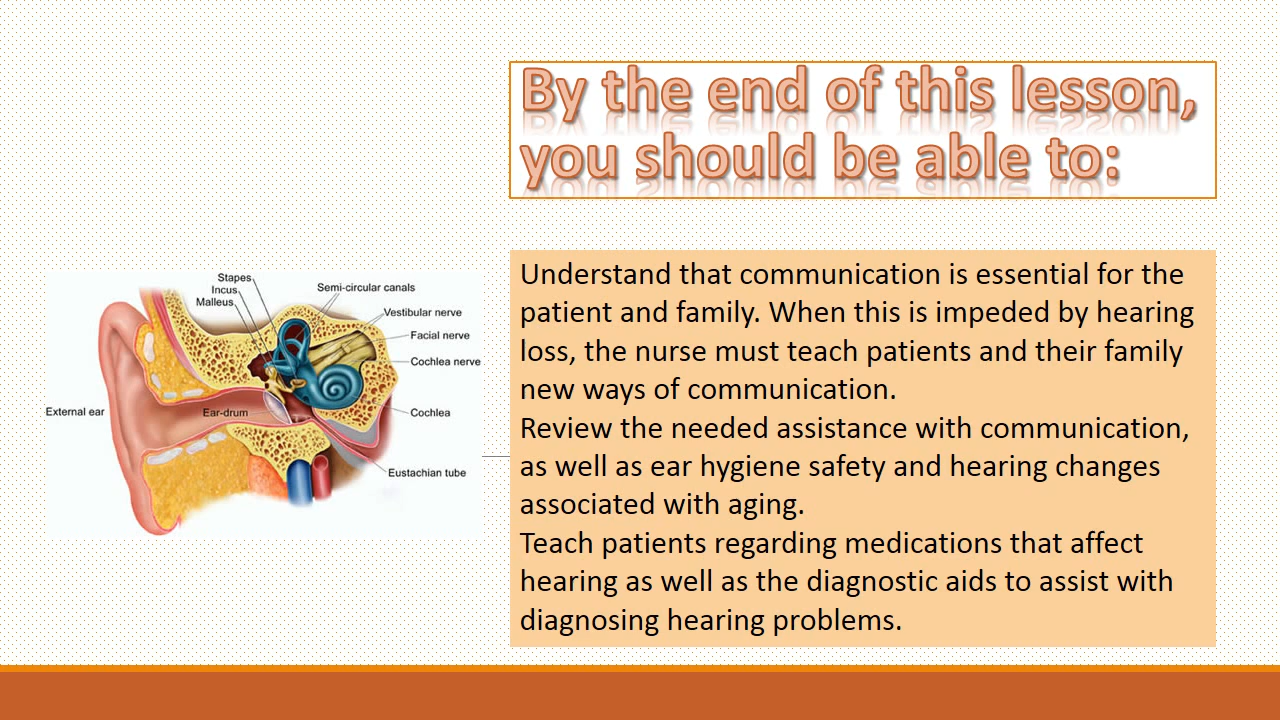 By the end of this lesson,
you should be able to:
Stapes
Incus
Malleus
Semi-circular canals
Vestibular nerve
Facial nerve
Cochlea nerve
External ear
Ear-drum
Cochlea
Eustachian tube
Understand that communication is essential for the
patient and family. When this is impeded by hearing
loss, the nurse must teach patients and their family
new ways of communication.
Review the needed assistance with communication,
as well as ear hygiene safety and hearing changes
associated with aging.
Teach patients regarding medications that affect
hearing as well as the diagnostic aids to assist with
diagnosing hearing problems.